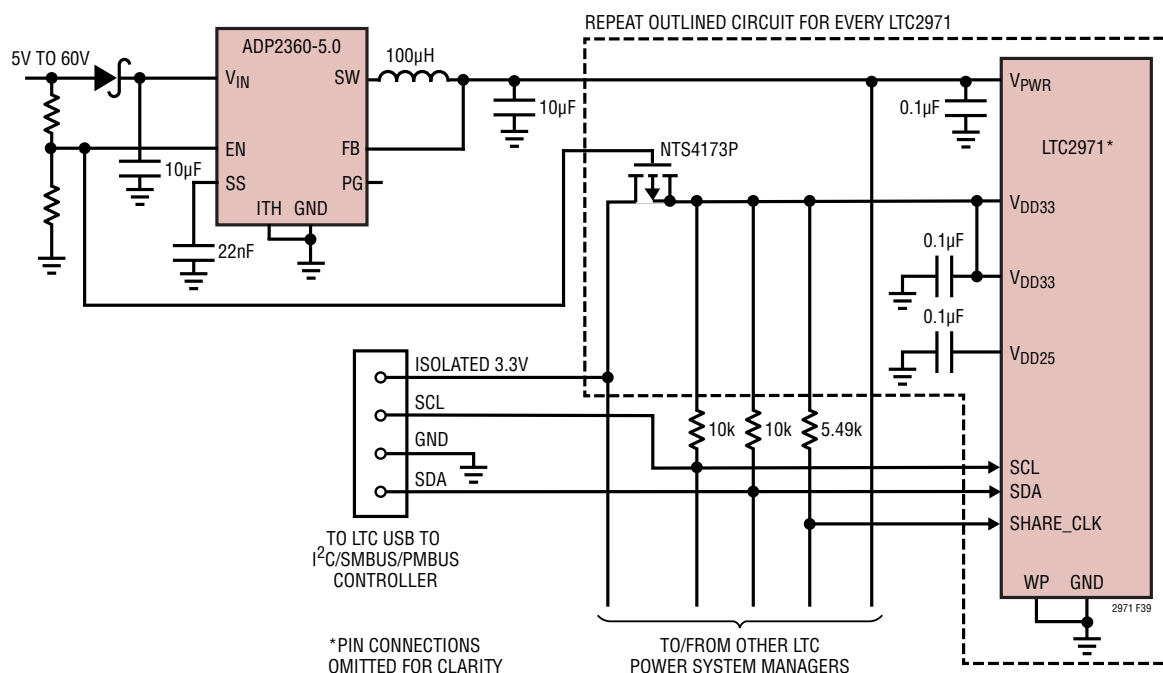 REPEAT OUTLINED CIRCUIT FOR EVERY LTC2971
5V TO 60V
ADP2360-5.0
VIN
SW
EN
FB
SS
PG
ITH
GND
100µH
10µF
10µF
22nF
NTS4173P
0.1µF
VPWR
LTC2971*
VDD33
0.1µF
VDD33
0.1µF
VDD25
ISOLATED 3.3V
SCL
GND
SDA
10k
10k
5.49k
SCL
SDA
SHARE_CLK
WP
GND
2971 F39
TO LTC USB TO
I2C/SMBUS/PMBUS
CONTROLLER
*PIN CONNECTIONS
OMITTED FOR CLARITY
TO/FROM OTHER LTC
POWER SYSTEM MANAGERS